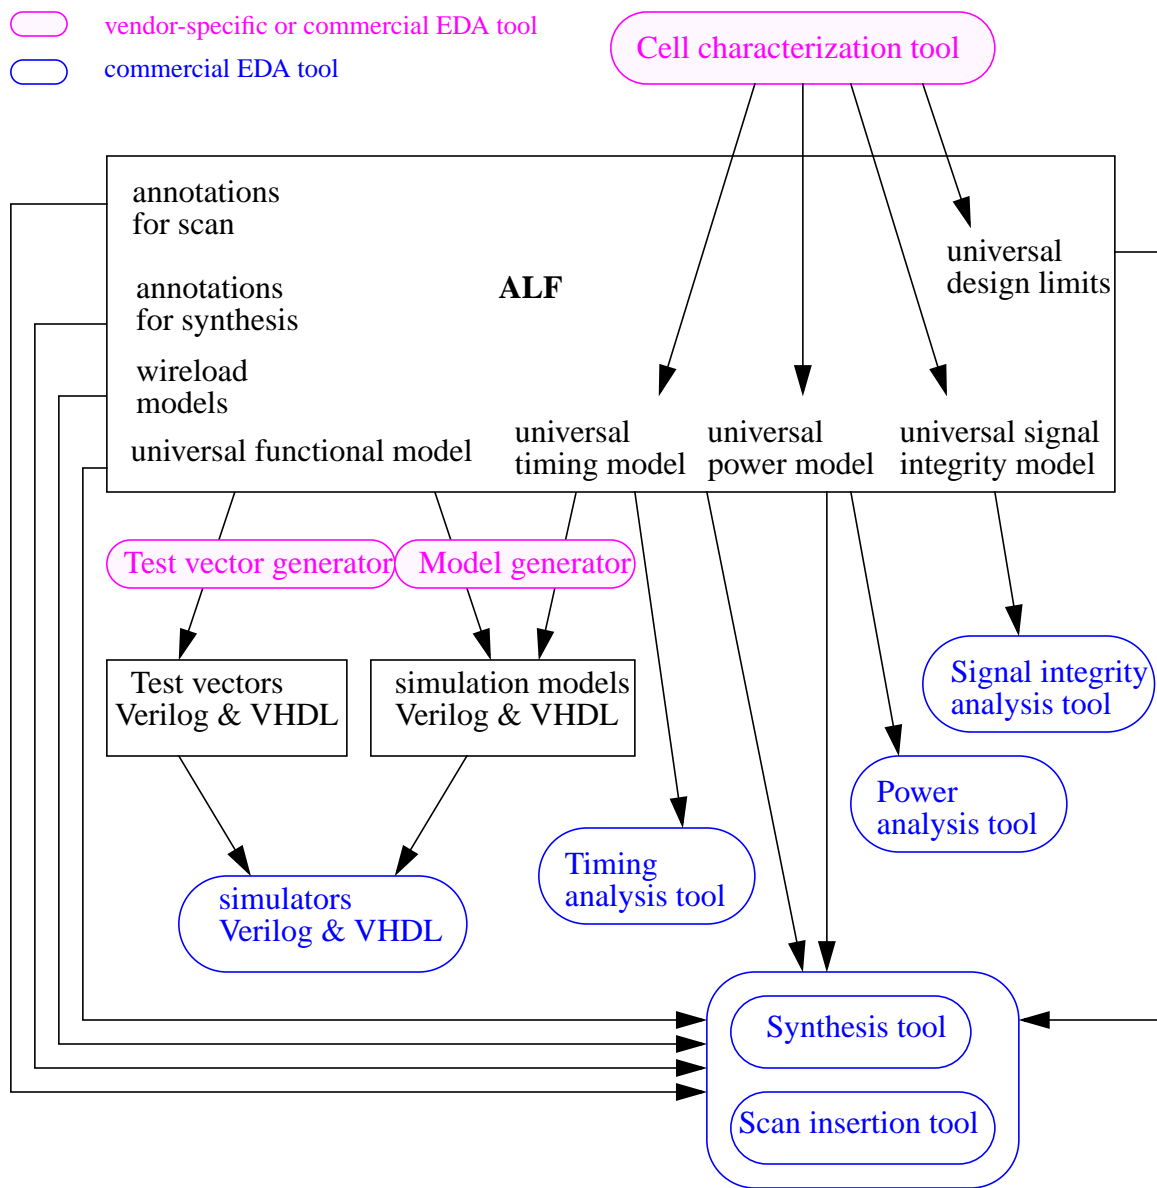 vendor-specific or commercial EDA tool
commercial EDA tool
Cell characterization tool
annotations
for scan
universal
design limits
annotations
for synthesis
ALF
wireload
models
universal functional model
universal
timing model
universal
power model
universal signal
integrity model
Test vector generator
Model generator
Test vectors
Verilog & VHDL
simulation models
Verilog & VHDL
Signal integrity
analysis tool
Power
analysis tool
Timing
analysis tool
simulators
Verilog & VHDL
Synthesis tool
Scan insertion tool